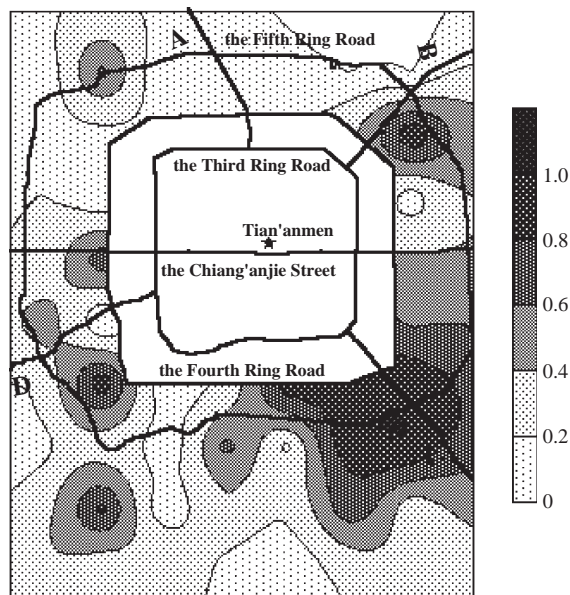 A
the Fifth Ring Road
B
the Third Ring Road
Tian'anmen
the Chiang'anjie Street
the Fourth Ring Road
D
1.0
0.8
0.6
0.4
0.2
0